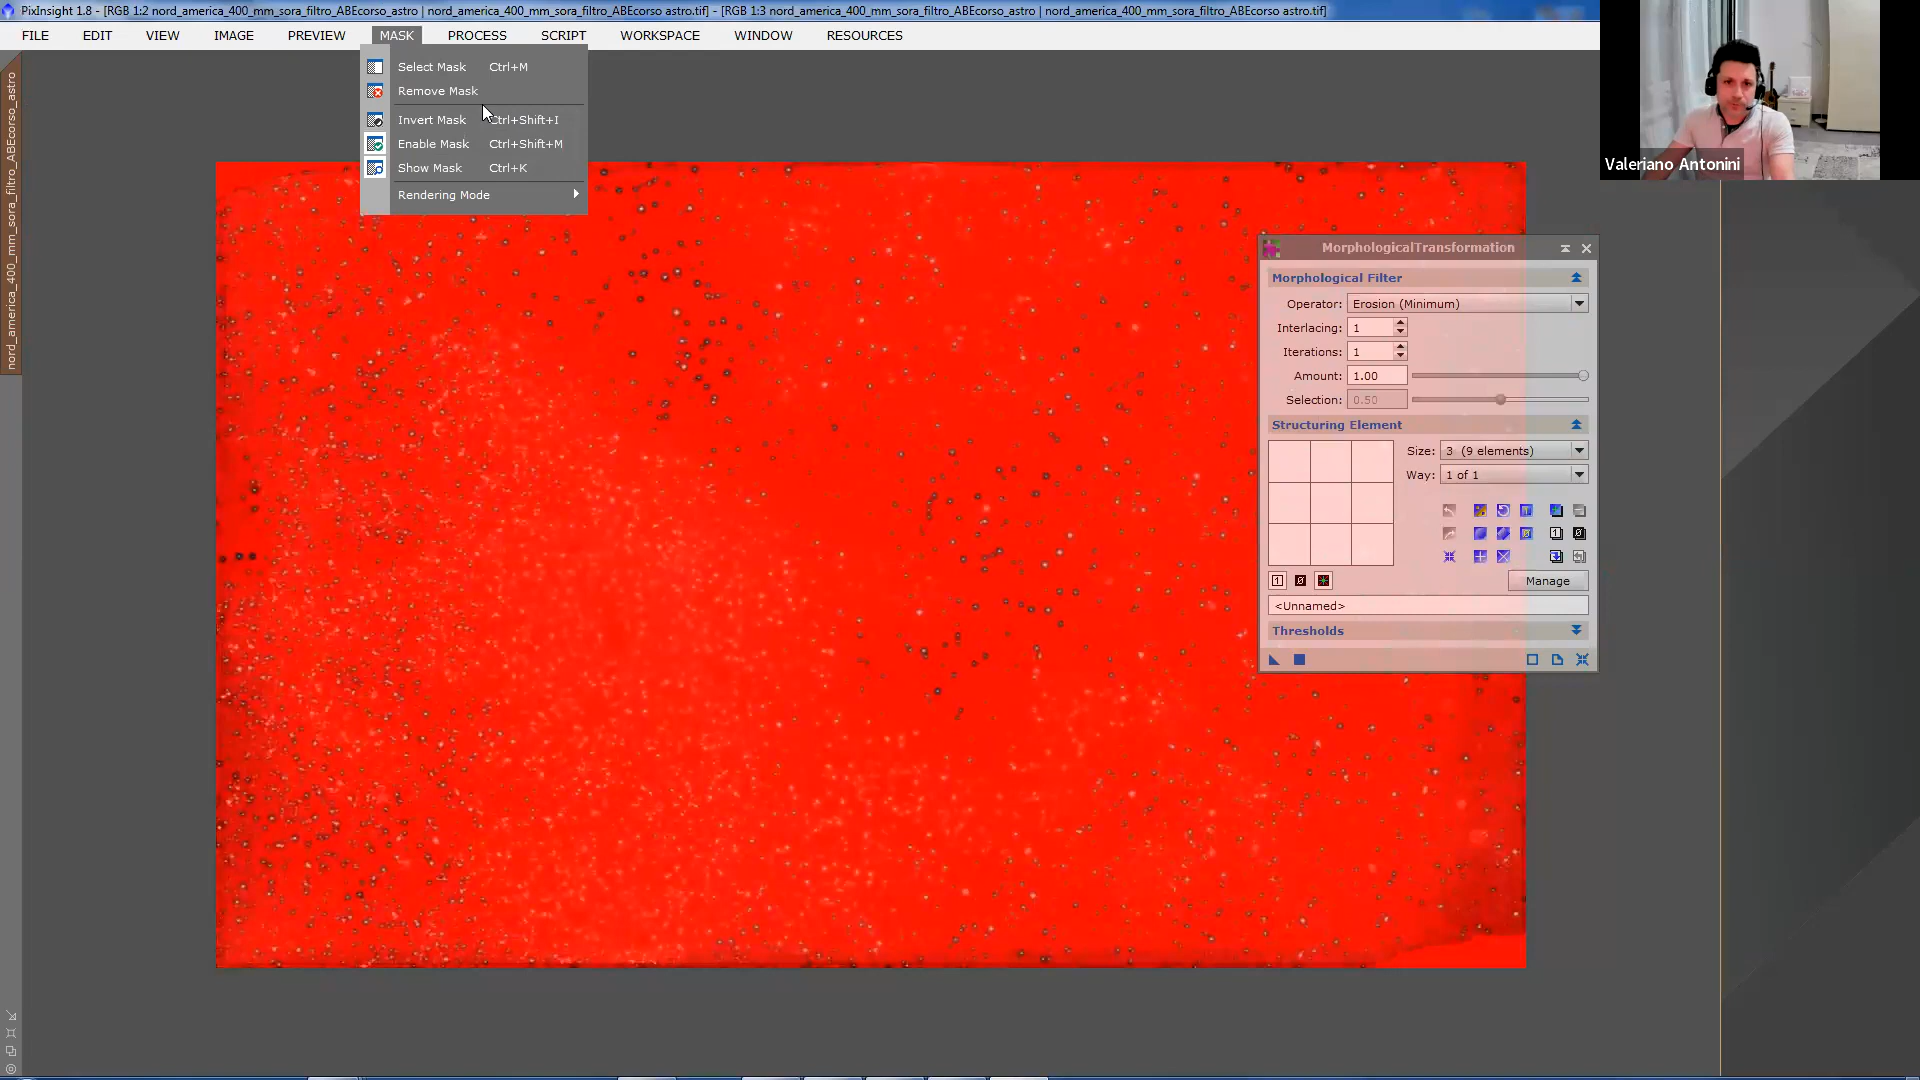 PixInsight 1.8 - [RGB 1:2 nord_america_400_mm_sora_filtro_ABEcorso_astro | nord_america_400_mm_sora_filtro_ABEcorso astro.tif] - [RGB 1:3 nord_america_400_mm_sora_filtro_ABEcorso_astro | nord_america_400_mm_sora_filtro_ABEcorso astro.tif]
FILE EDIT VIEW IMAGE PREVIEW MASK PROCESS SCRIPT WORKSPACE WINDOW RESOURCES
Select Mask Ctrl+M
Remove Mask
Invert Mask Ctrl+Shift+I
Enable Mask Ctrl+Shift+M
Show Mask Ctrl+K
Rendering Mode
nord_america_400_mm_sora_filtro_ABEcorso_astro
Valeriano Antonini
MorphologicalTransformation
Morphological Filter
Operator: Erosion (Minimum)
Interlacing: 1
Iterations: 1
Amount: 1.00
Selection: 0.50
Structuring Element
Size: 3 (9 elements)
Way: 1 of 1
Manage
<Unnamed>
Thresholds